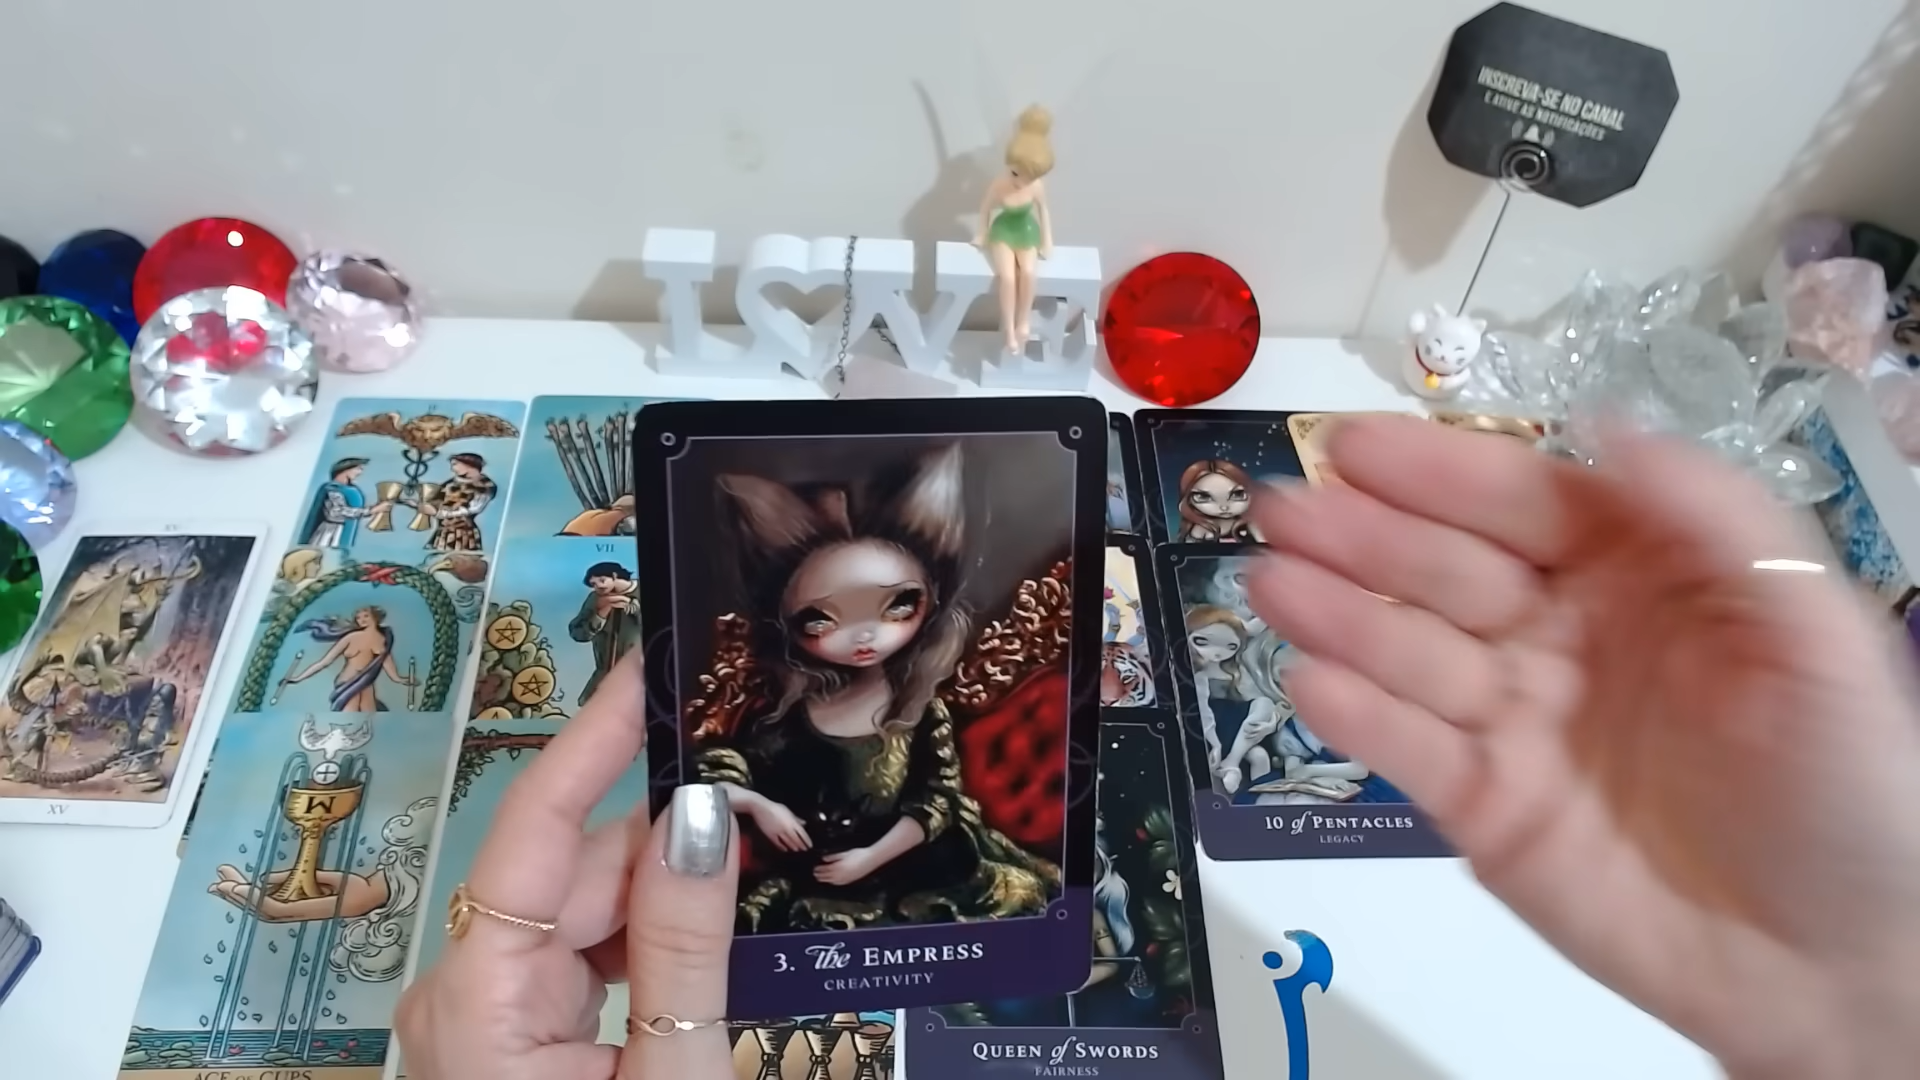 INSCREVA-SE NO CANAL
E ATIVE AS NOTIFICAÇÕES
LOVE
VII
XV
10 of PENTACLES
LEGACY
3. the EMPRESS
CREATIVITY
QUEEN of SWORDS
FAIRNESS
ACE OF CUPS